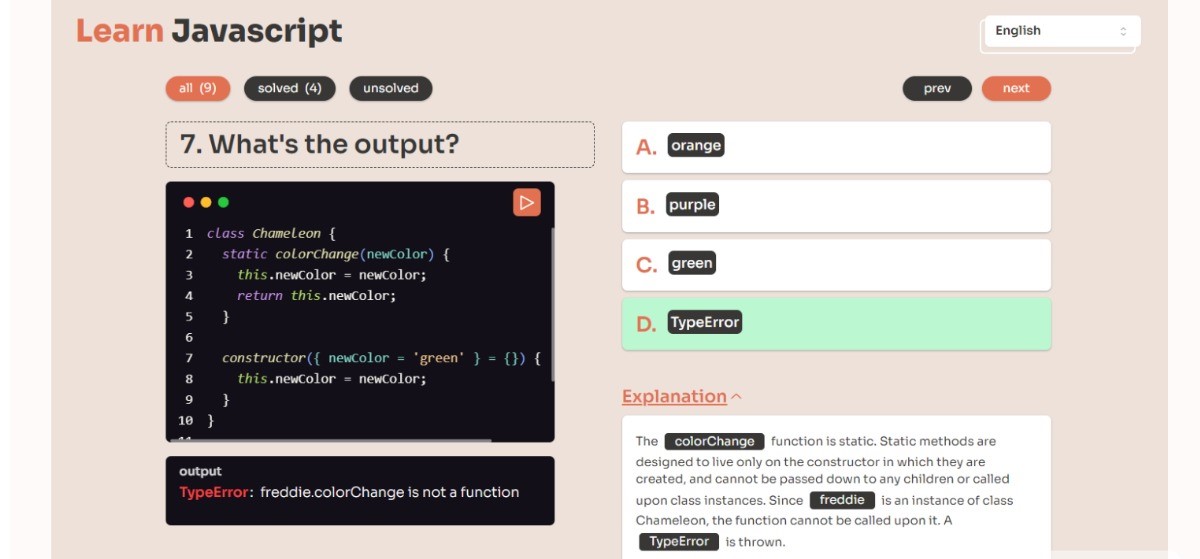 Learn Javascript
English
all (9) solved (4) unsolved
prev next
7. What's the output?
1 class Chameleon {
2 static colorChange(newColor) {
3 this.newColor = newColor;
4 return this.newColor;
5 }
6
7 constructor({ newColor = 'green' } = {}) {
8 this.newColor = newColor;
9 }
10 }
output
TypeError: freddie.colorChange is not a function
A. orange
B. purple
C. green
D. TypeError
Explanation
The colorChange function is static. Static methods are
designed to live only on the constructor in which they are
created, and cannot be passed down to any children or called
upon class instances. Since freddie is an instance of class
Chameleon, the function cannot be called upon it. A
TypeError is thrown.